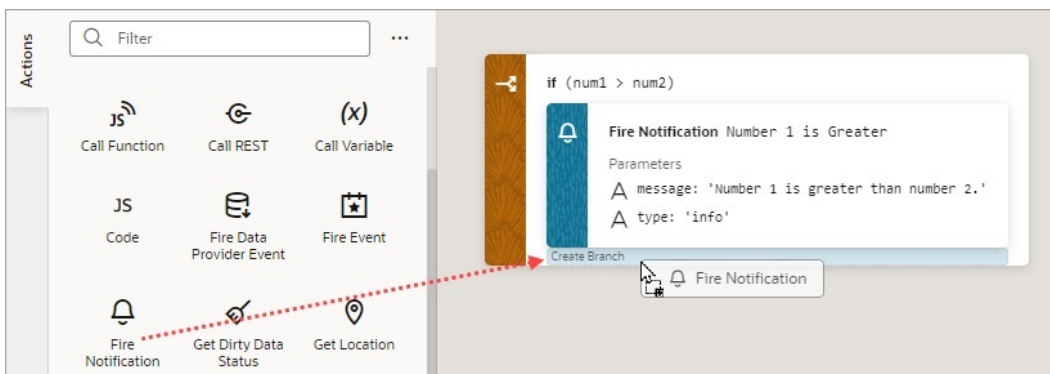 Actions
Filter
...
Call Function
Call REST
Call Variable
JS
(x)
JS
Code
Fire Data
Provider Event
Fire Event
Fire
Notification
Get Dirty Data
Status
Get Location
if (num1 > num2)
Fire Notification Number 1 is Greater
Parameters
A message: 'Number 1 is greater than number 2.'
A type: 'info'
Create Branch
Fire Notification